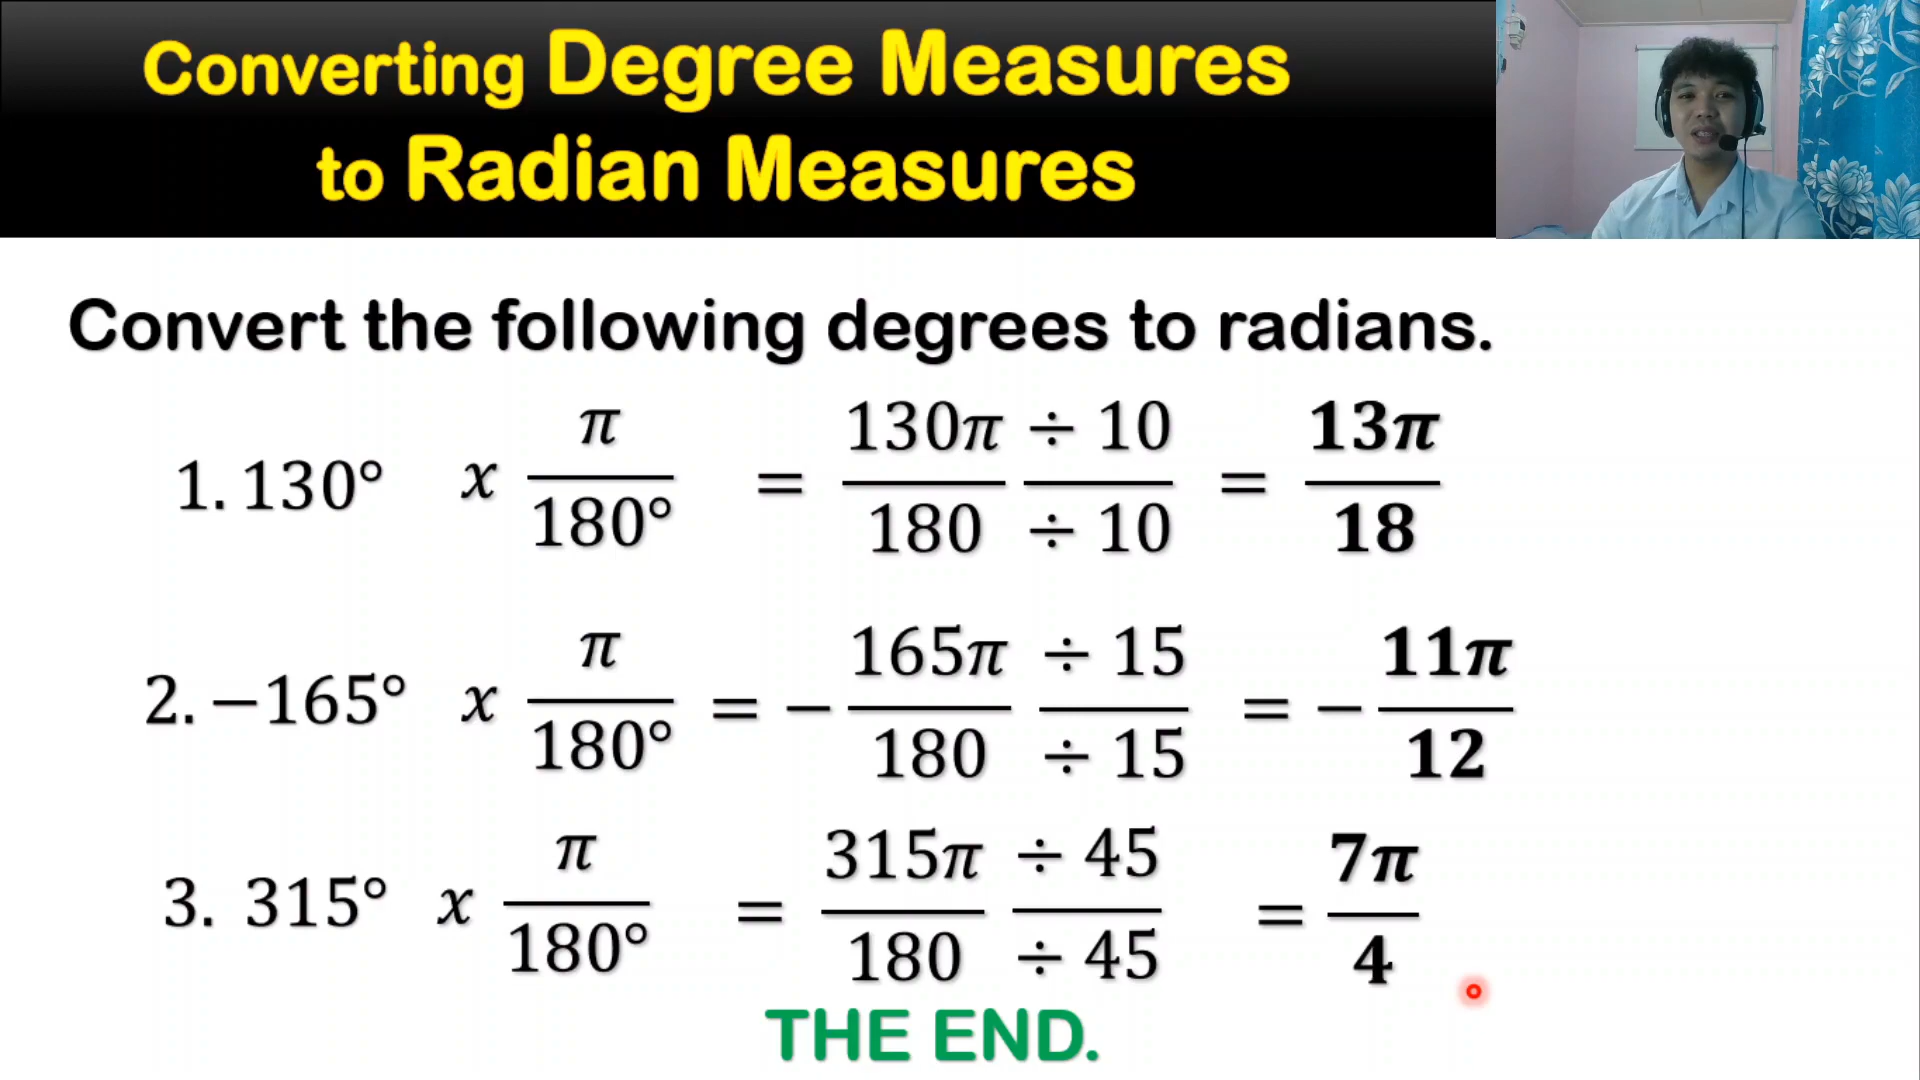 Converting Degree Measures
to Radian Measures
Convert the following degrees to radians.
1. 130° x π/180° = 130π/180 ÷ 10/÷ 10 = 13π/18
2. −165° x π/180° = − 165π/180 ÷ 15/÷ 15 = − 11π/12
3. 315° x π/180° = 315π/180 ÷ 45/÷ 45 = 7π/4
THE END.